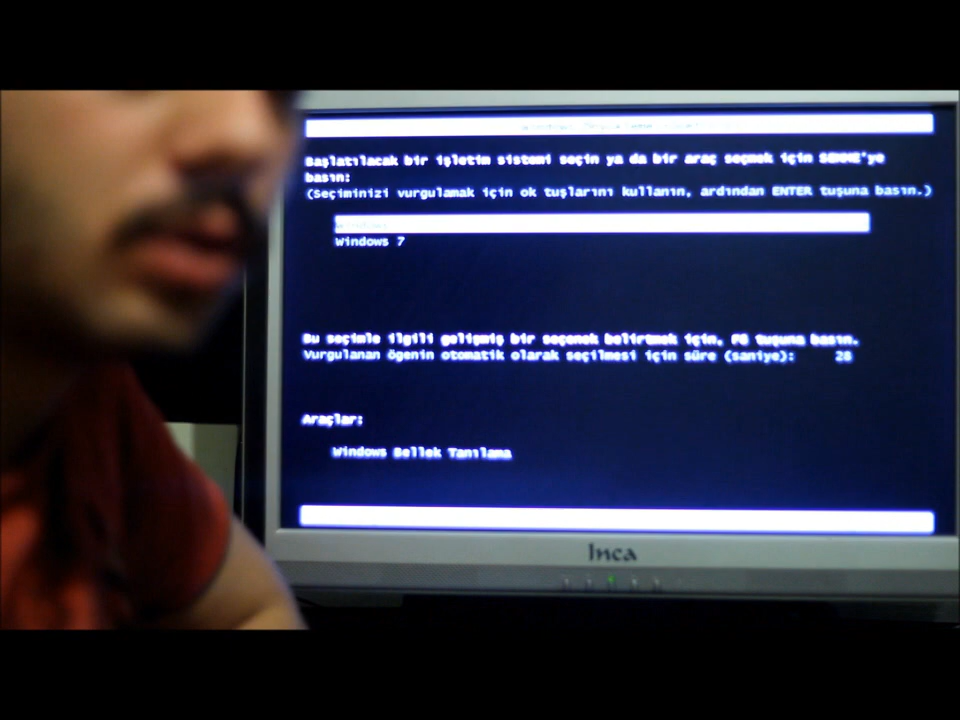 Başlatılacak bir işletim sistemi seçin ya da bir araç seçmek için SEKME'ye
basın:
(Seçiminizi vurgulamak için ok tuşlarını kullanın, ardından ENTER tuşuna basın.)
Windows 7
Bu seçimle ilgili gelişmiş bir seçenek belirtmek için, F8 tuşuna basın.
Vurgulanan ögenin otomatik olarak seçilmesi için süre (saniye): 28
Araçlar:
Windows Bellek Tanılama
Inca